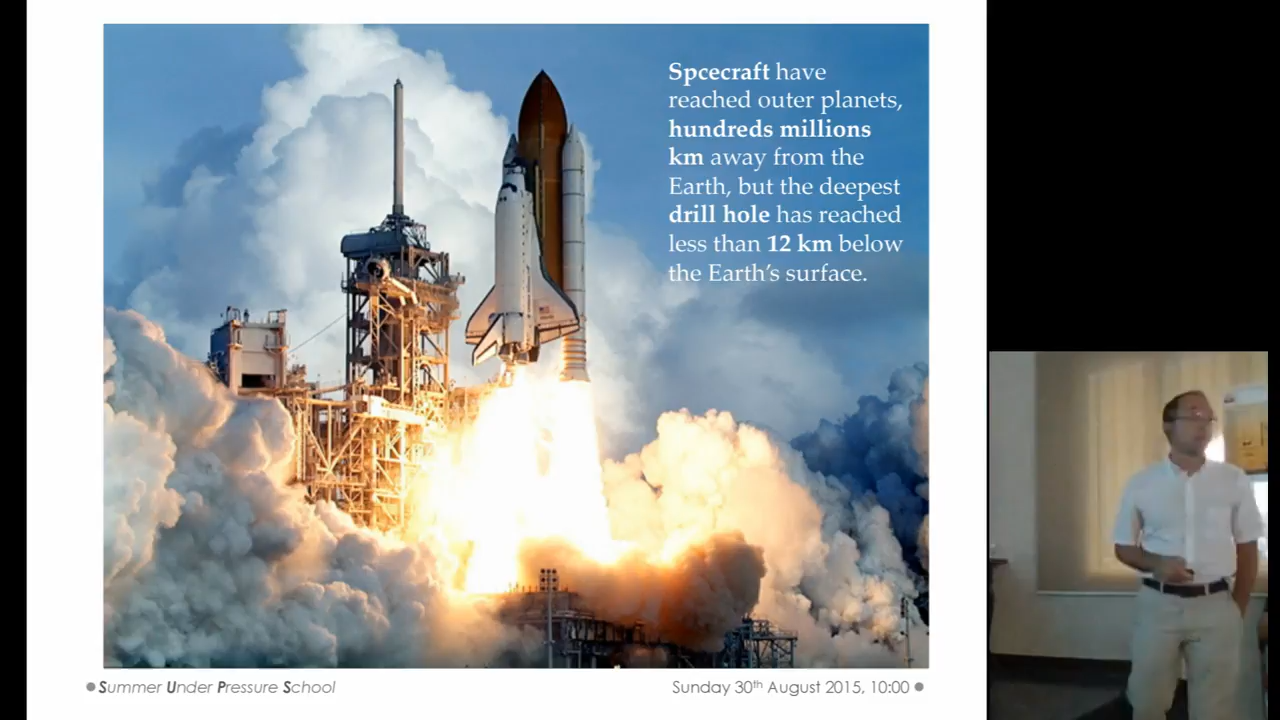 Spcecraft have
reached outer planets,
hundreds millions
km away from the
Earth, but the deepest
drill hole has reached
less than 12 km below
the Earth's surface.
Summer Under Pressure School
Sunday 30th August 2015, 10:00